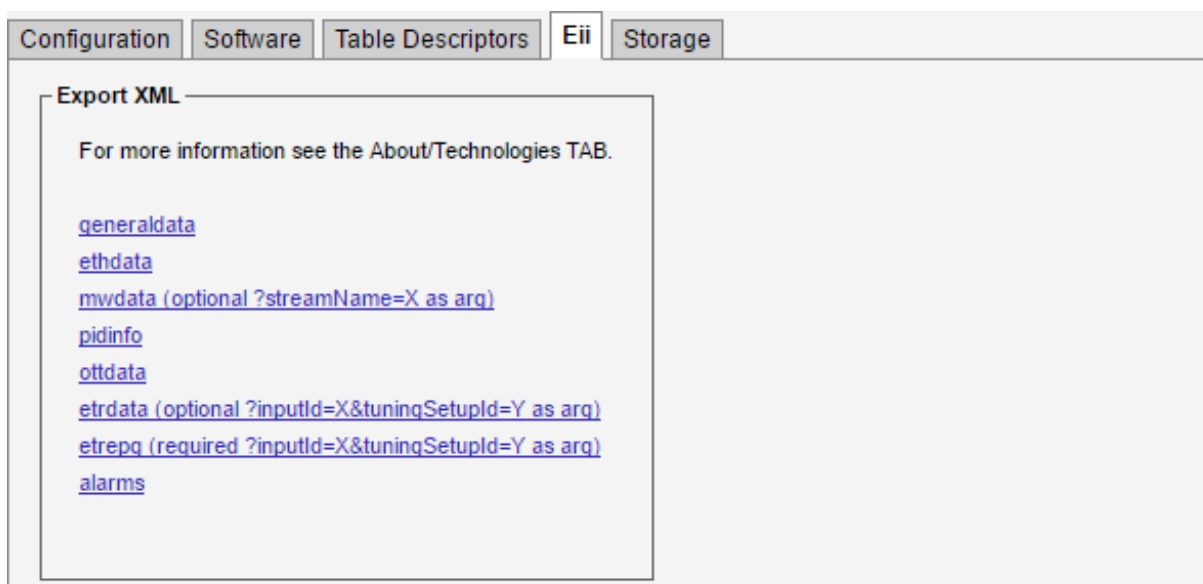 Configuration Software Table Descriptors Eii Storage
Export XML
For more information see the About/Technologies TAB.
generaldata
ethdata
mwdata (optional ?streamName=X as arg)
pidinfo
ottdata
etrdata (optional ?inputId=X&tuningSetupId=Y as arg)
etrepg (required ?inputId=X&tuningSetupId=Y as arg)
alarms